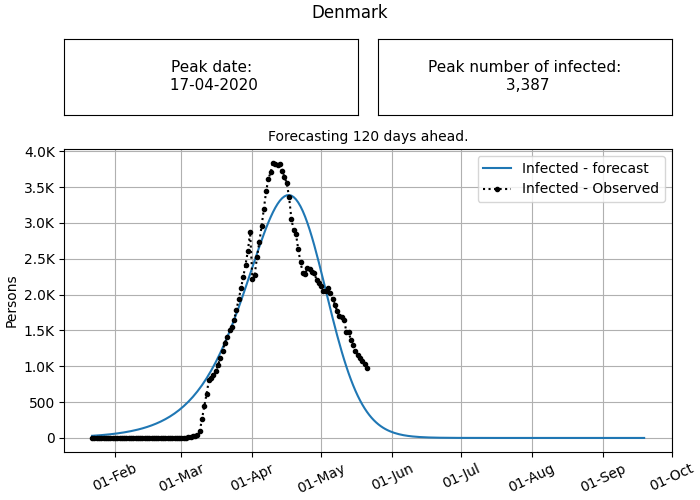 Denmark
Peak date:
17-04-2020
Peak number of infected:
3,387
Forecasting 120 days ahead.
Infected - forecast
Infected - Observed
Persons
4.0K
3.5K
3.0K
2.5K
2.0K
1.5K
1.0K
500
0
01-Feb
01-Mar
01-Apr
01-May
01-Jun
01-Jul
01-Aug
01-Sep
01-Oct